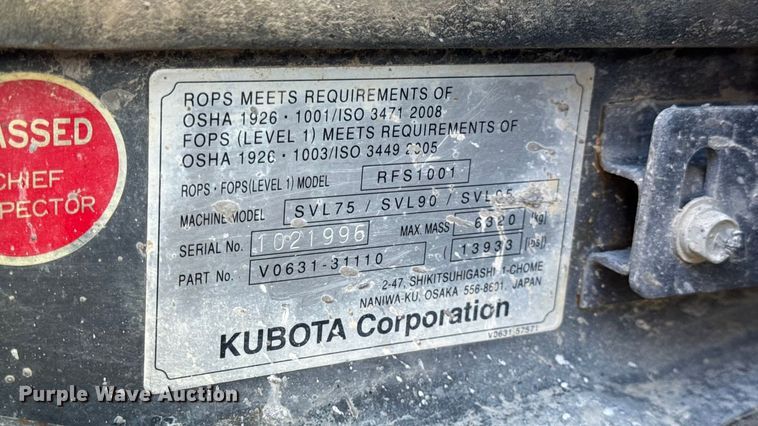 ASSED
CHIEF
PECTOR
ROPS MEETS REQUIREMENTS OF
OSHA 1926 · 1001/ISO 3471 2008
FOPS (LEVEL 1) MEETS REQUIREMENTS OF
OSHA 1926 · 1003/ISO 3449 2005
ROPS · FOPS(LEVEL 1) MODEL RFS1001
MACHINE MODEL SVL75 / SVL90 / SVL95
SERIAL No. 1021996 MAX. MASS 6320 [kg]
PART No. V0631-31110 (13933 [lbs])
2-47, SHIKITSUHIGASHI 1-CHOME
NANIWA-KU, OSAKA 556-8601, JAPAN
KUBOTA Corporation
V0631-57571
Purple Wave Auction